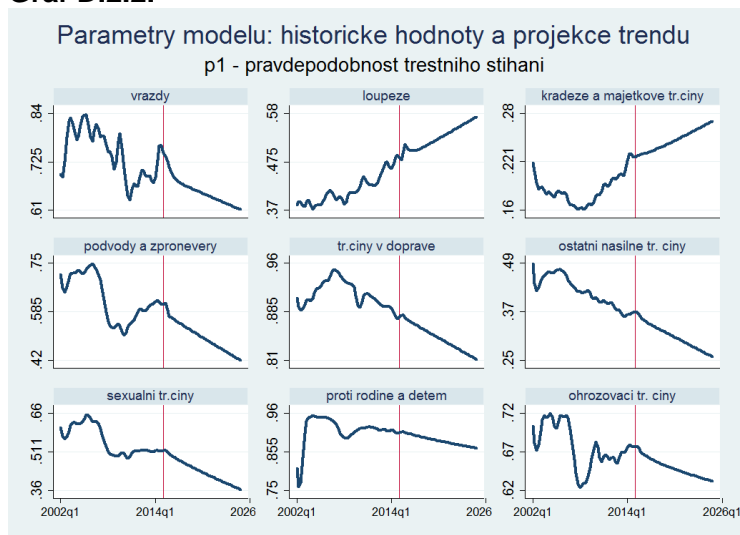 Parametry modelu: historicke hodnoty a projekce trendu
p1 - pravdepodobnost trestniho stihani
vrazdy
loupeze
kradeze a majetkove tr.ciny
.84
.725
.61
.58
.475
.37
.28
.221
.16
podvody a zpronevery
tr.ciny v doprave
ostatni nasilne tr. ciny
.75
.585
.42
.96
.885
.81
.49
.37
.25
sexualni tr.ciny
proti rodine a detem
ohrozovaci tr. ciny
.66
.511
.36
.96
.855
.75
.72
.67
.62
2002q1 2014q1 2026
2002q1 2014q1 2026
2002q1 2014q1 2026q1